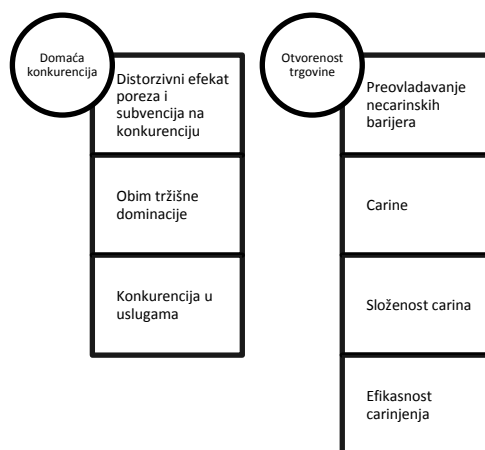 Domaća
konkurencija
Distorzivni efekat
poreza i
subvencija na
konkurenciju
Obim tržišne
dominacije
Konkurencija u
uslugama
Otvorenost
trgovine
Preovladavanje
necarinskih
barijera
Carine
Složenost carina
Efikasnost
carinjenja